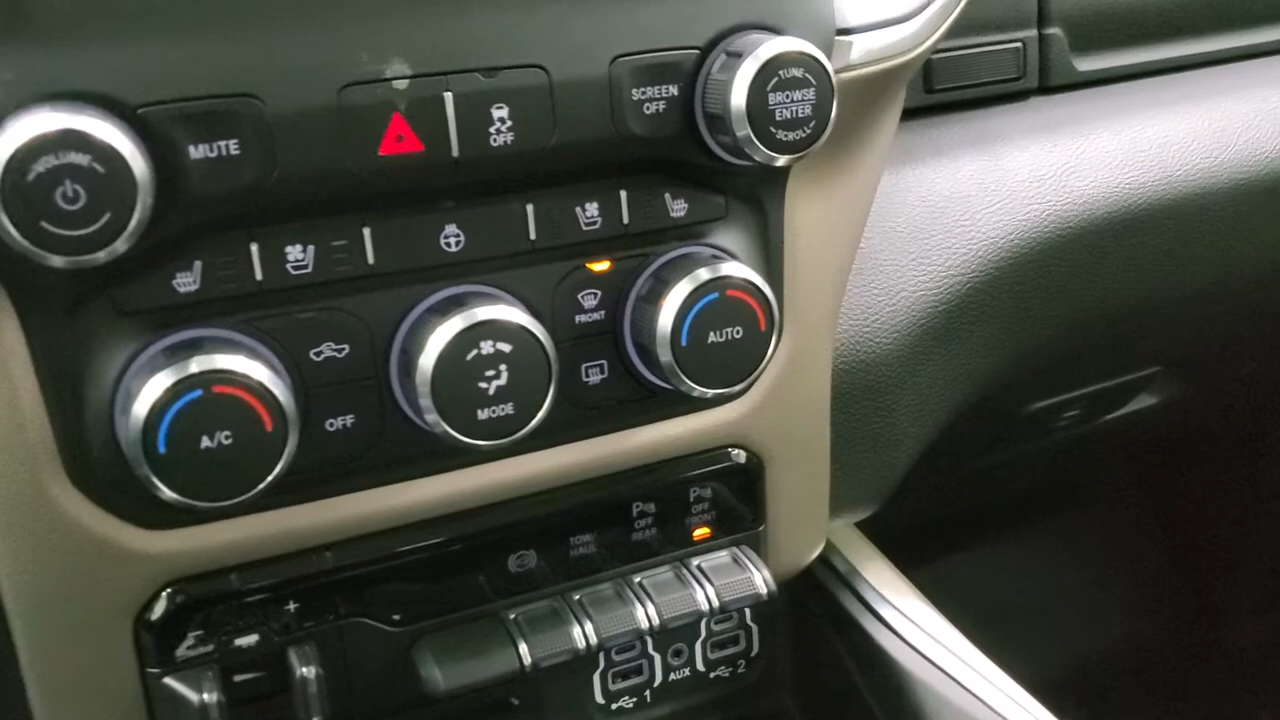 VOLUME
MUTE
OFF
SCREEN
OFF
TUNE
BROWSE
ENTER
SCROLL
FRONT
A/C
OFF
MODE
AUTO
TOW/
HAUL
P
OFF
REAR
P
OFF
FRONT
+
1
AUX
2